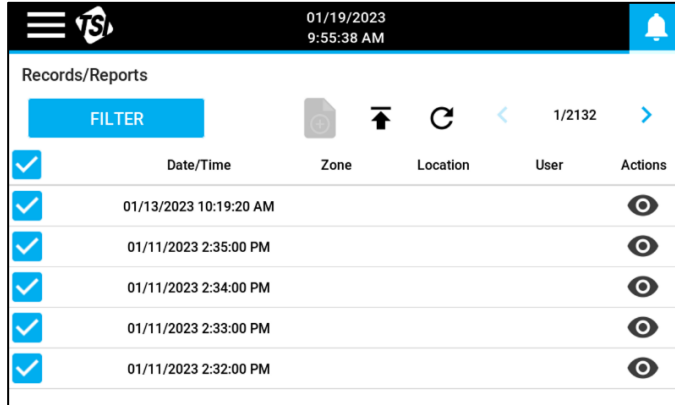 TSI
01/19/2023
9:55:38 AM
Records/Reports
FILTER
1/2132
Date/Time Zone Location User Actions
01/13/2023 10:19:20 AM
01/11/2023 2:35:00 PM
01/11/2023 2:34:00 PM
01/11/2023 2:33:00 PM
01/11/2023 2:32:00 PM